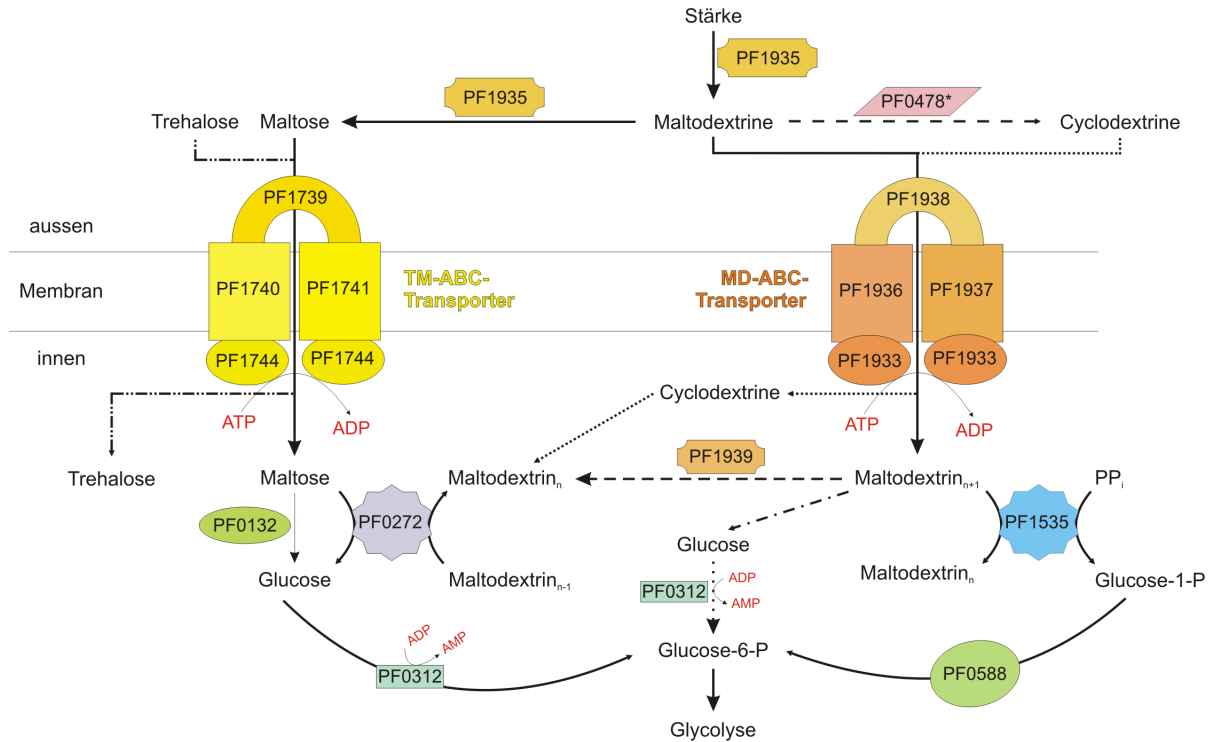 Stärke
PF1935
PF1935
PF0478*
Trehalose
Maltose
Maltodextrine
Cyclodextrine
PF1739
PF1938
aussen
Membran
innen
PF1740
PF1741
TM-ABC-
Transporter
MD-ABC-
Transporter
PF1936
PF1937
PF1744
PF1744
PF1933
PF1933
ATP
ADP
Cyclodextrine
ATP
ADP
PF1939
Trehalose
Maltose
Maltodextrinₙ
Maltodextrinₙ₊₁
PPᵢ
PF0132
PF0272
PF1535
Glucose
Glucose
Maltodextrinₙ₋₁
Maltodextrinₙ
Glucose-1-P
PF0312
ADP
AMP
ADP
AMP
PF0312
Glucose-6-P
PF0588
Glycolyse